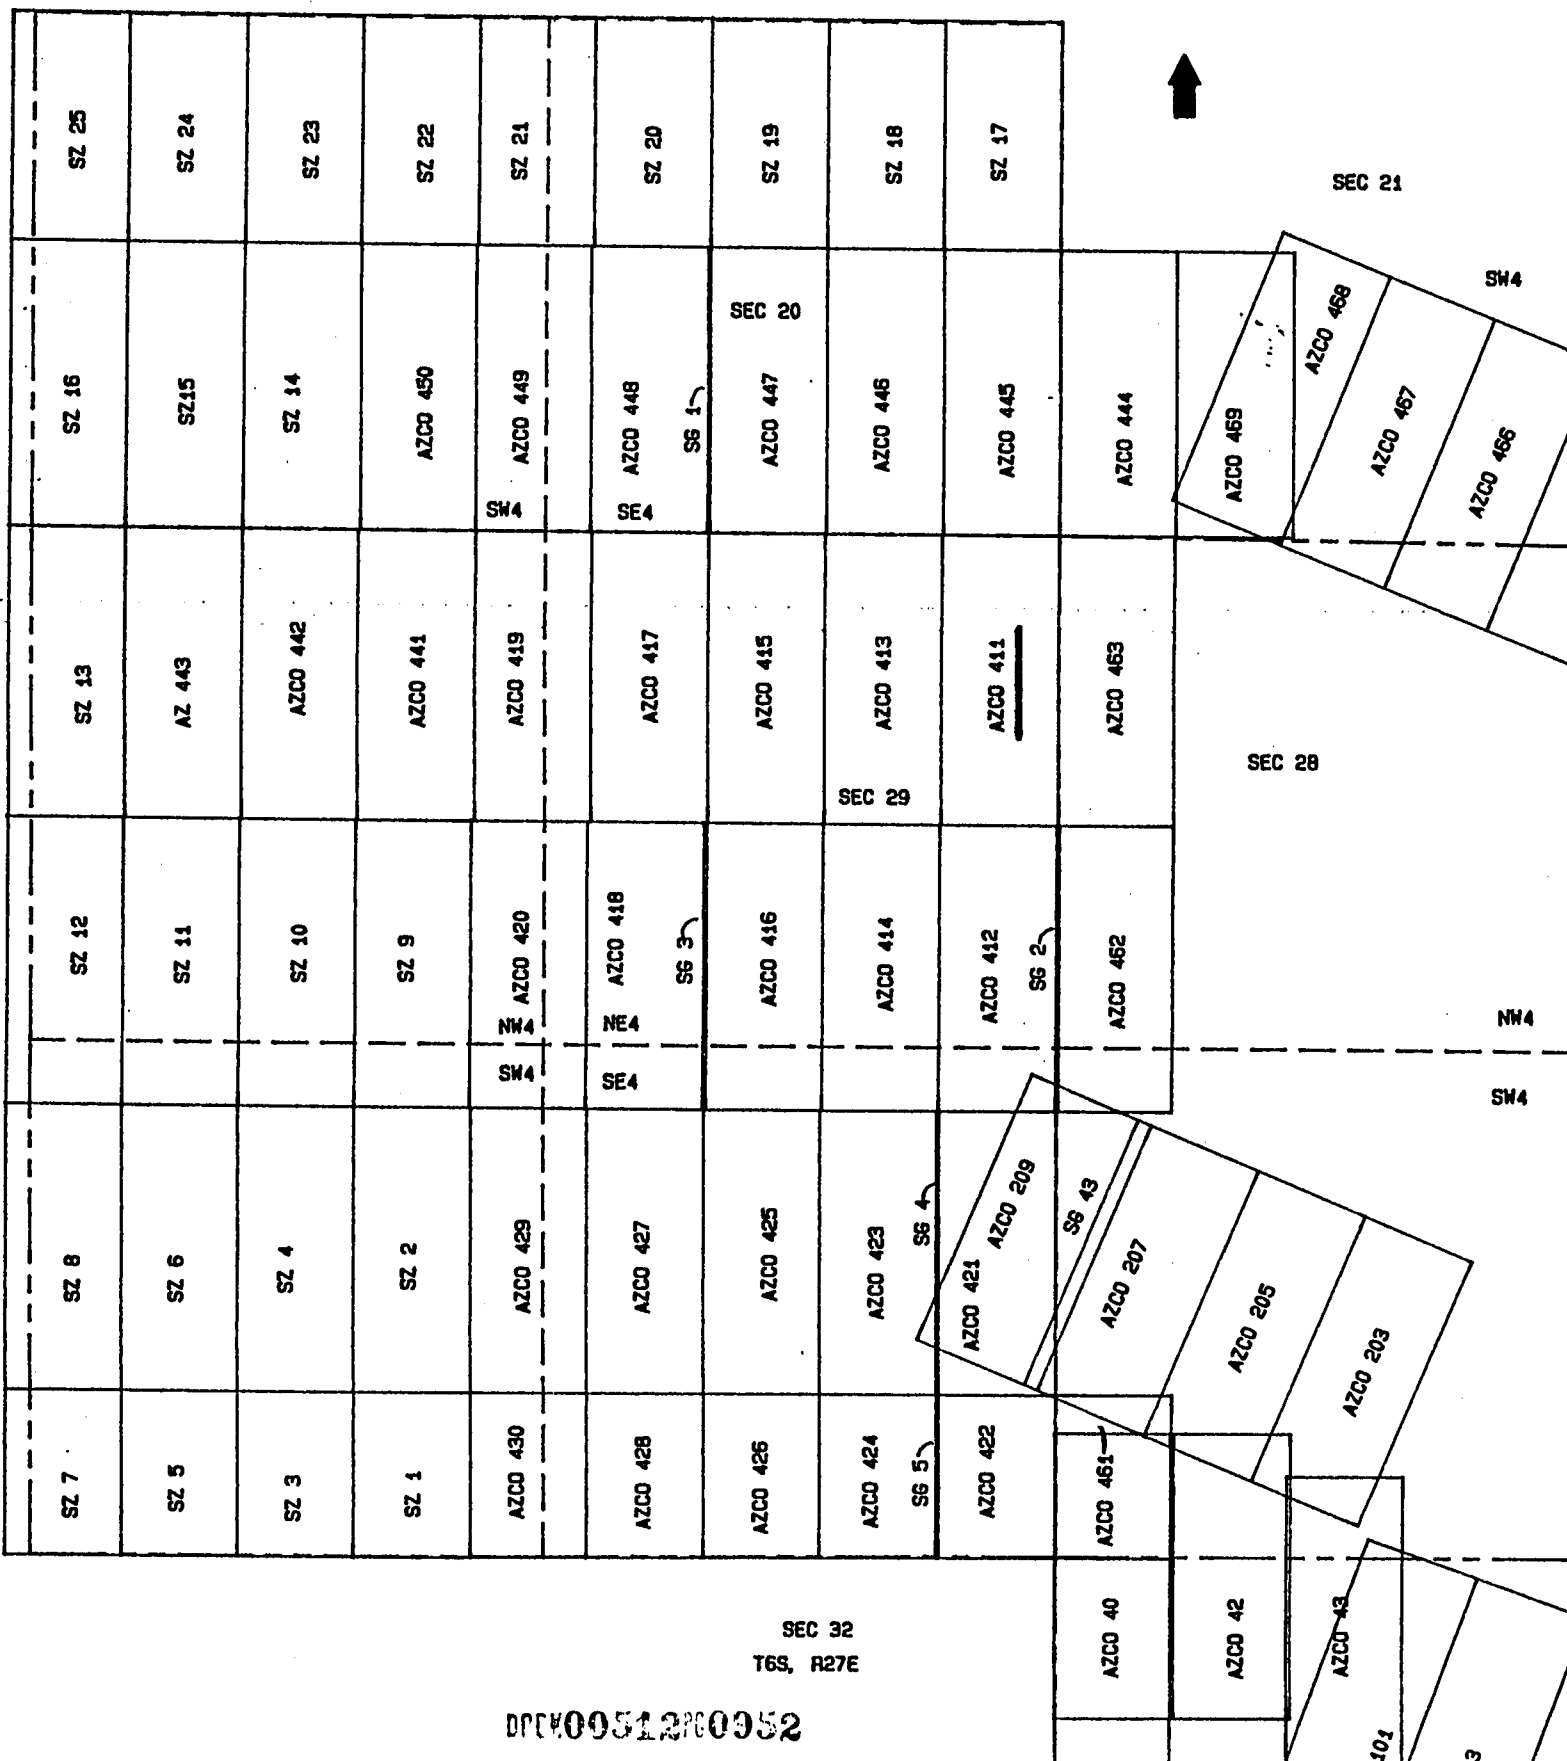 SZ 25
SZ 24
SZ 23
SZ 22
SZ 21
SZ 20
SZ 19
SZ 18
SZ 17
SEC 21
SW4
SEC 20
SZ 16
SZ15
SZ 14
AZCO 450
AZCO 449
AZCO 448
SG 1
AZCO 447
AZCO 446
AZCO 445
AZCO 444
AZCO 469
AZCO 468
AZCO 467
AZCO 466
SW4
SE4
SZ 13
AZ 443
AZCO 442
AZCO 441
AZCO 419
AZCO 417
AZCO 415
AZCO 413
AZCO 411
AZCO 463
SEC 28
SEC 29
SZ 12
SZ 11
SZ 10
SZ 9
AZCO 420
AZCO 418
SG 3
AZCO 416
AZCO 414
AZCO 412
SG 2
AZCO 462
NW4
NE4
NW4
SW4
SE4
SW4
SZ 8
SZ 6
SZ 4
SZ 2
AZCO 429
AZCO 427
AZCO 425
AZCO 423
SG 4
AZCO 421
AZCO 209
SG 43
AZCO 207
AZCO 205
AZCO 203
SZ 7
SZ 5
SZ 3
SZ 1
AZCO 430
AZCO 428
AZCO 426
AZCO 424
SG 5
AZCO 422
AZCO 461
AZCO 40
AZCO 42
AZCO 43
SEC 32
T6S, R27E
101
3